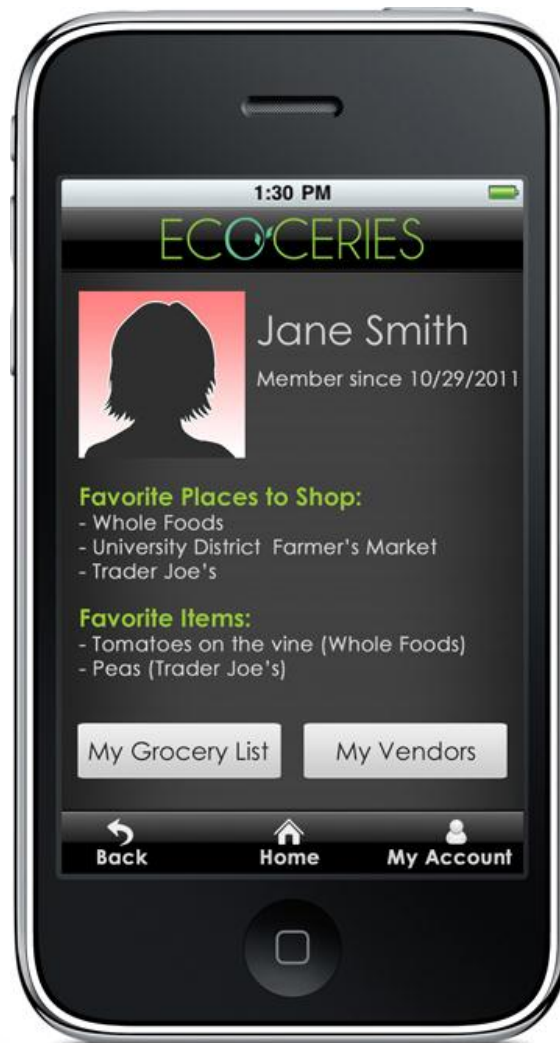 1:30 PM
ECO'CERIES
Jane Smith
Member since 10/29/2011
Favorite Places to Shop:
- Whole Foods
- University District Farmer's Market
- Trader Joe's
Favorite Items:
- Tomatoes on the vine (Whole Foods)
- Peas (Trader Joe's)
My Grocery List
My Vendors
Back
Home
My Account